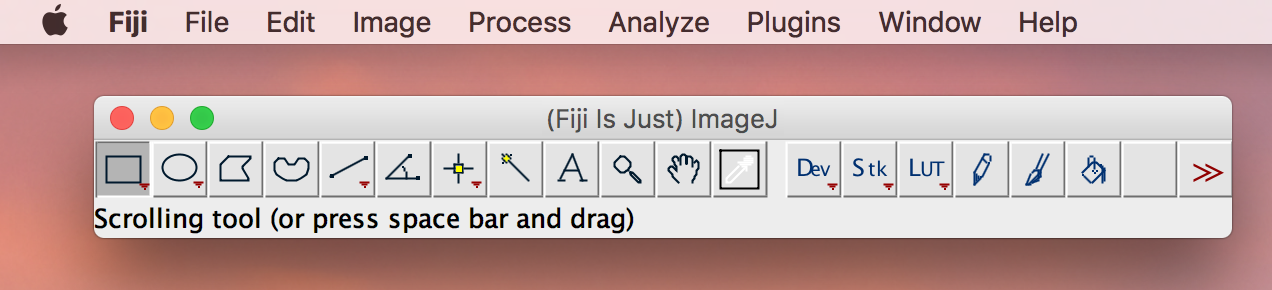 Fiji File Edit Image Process Analyze Plugins Window Help
(Fiji Is Just) ImageJ
A Dev Stk LUT >>
Scrolling tool (or press space bar and drag)